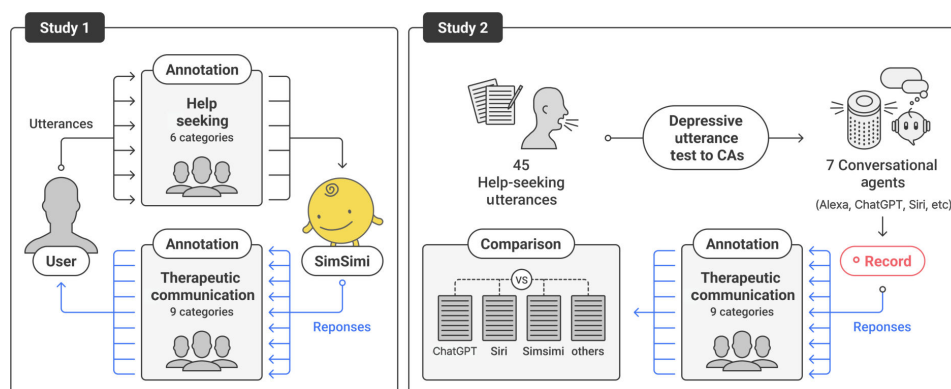 Study 1
Annotation
Help
seeking
6 categories
Utterances
User
SimSimi
Annotation
Therapeutic
communication
9 categories
Reponses
Study 2
45
Help-seeking
utterances
Depressive
utterance
test to CAs
7 Conversational
agents
(Alexa, ChatGPT, Siri, etc)
Record
Reponses
Annotation
Therapeutic
communication
9 categories
Comparison
VS
ChatGPT Siri Simsimi others